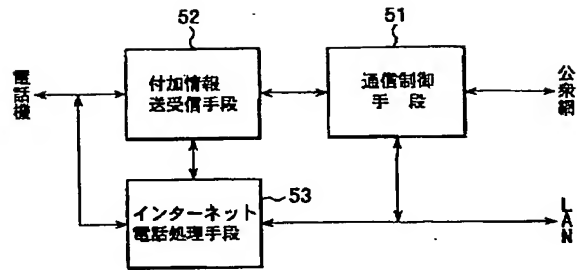 52
51
電話機
付加情報
送受信手段
通信制御
手段
公衆網
53
インターネット
電話処理手段
LAN